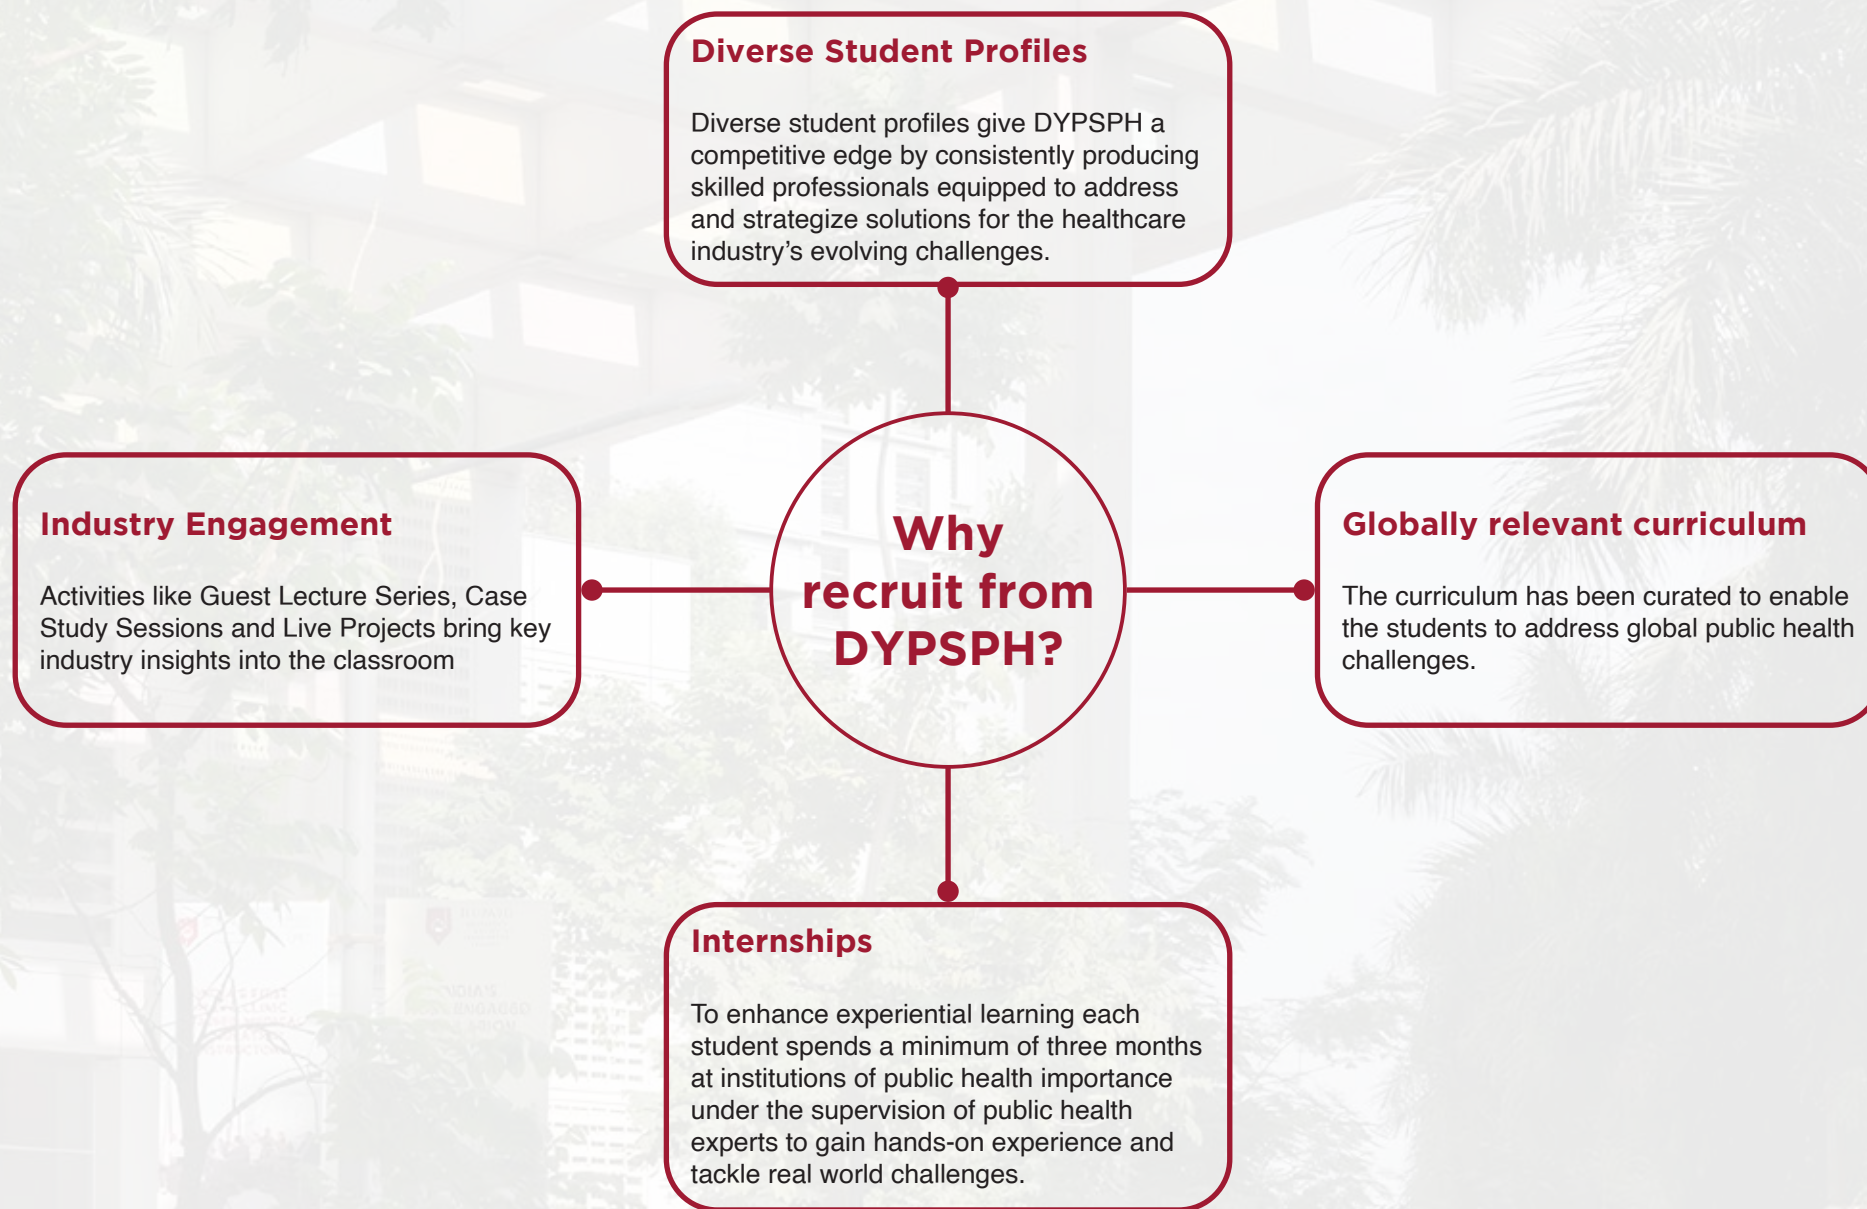 Diverse Student Profiles
Diverse student profiles give DYPSPH a
competitive edge by consistently producing
skilled professionals equipped to address
and strategize solutions for the healthcare
industry’s evolving challenges.
Industry Engagement
Activities like Guest Lecture Series, Case
Study Sessions and Live Projects bring key
industry insights into the classroom
Why
recruit from
DYPSPH?
Globally relevant curriculum
The curriculum has been curated to enable
the students to address global public health
challenges.
Internships
To enhance experiential learning each
student spends a minimum of three months
at institutions of public health importance
under the supervision of public health
experts to gain hands-on experience and
tackle real world challenges.